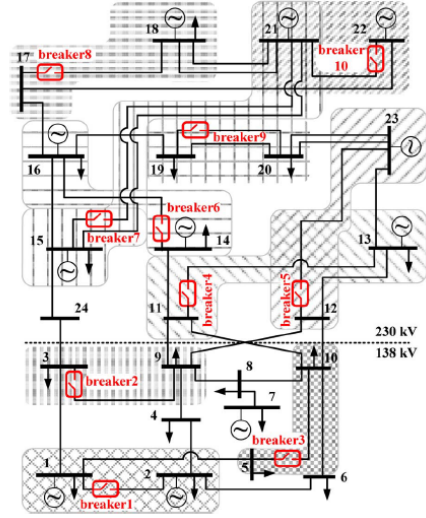 18
21
22
breaker
10
17
breaker8
23
breaker9
16
19
20
breaker6
13
15
breaker7
14
breaker4
breaker5
24
11
12
230 kV
138 kV
3
9
10
breaker2
8
7
4
breaker3
1
2
5
6
breaker1